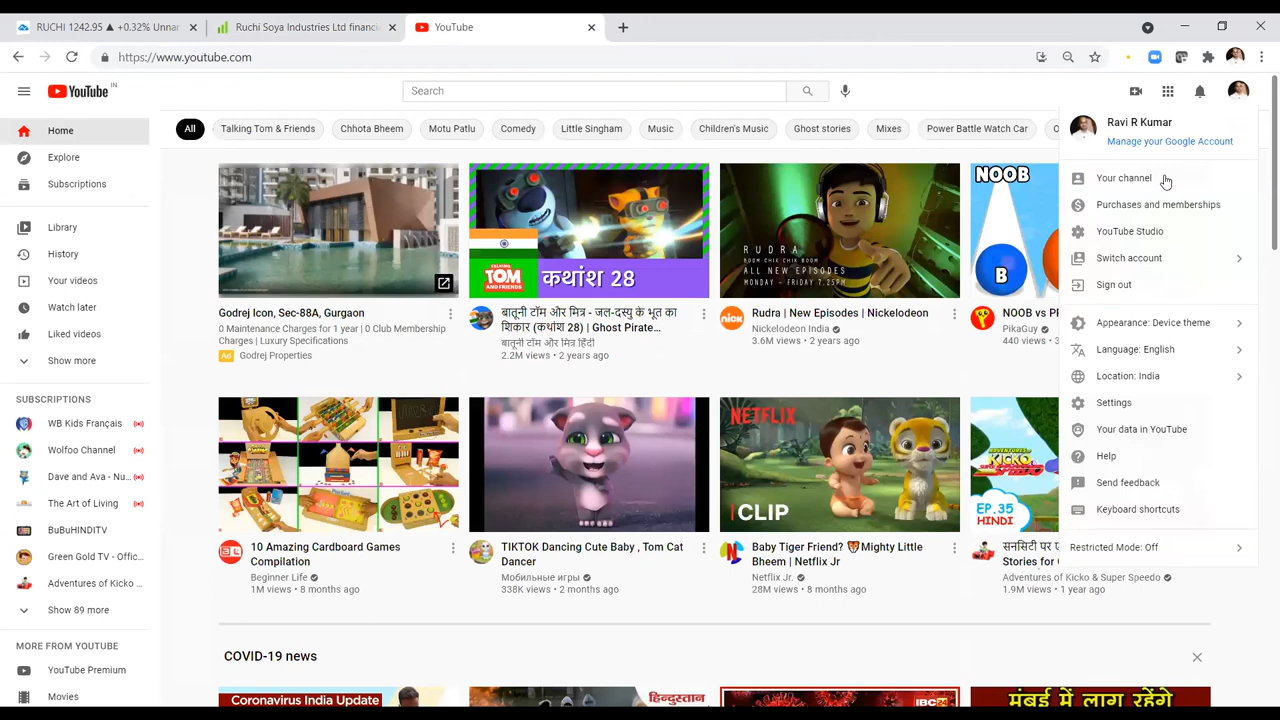 RUCHI 1242.95 ▲ +0.32% Unnar
Ruchi Soya Industries Ltd financi
YouTube
https://www.youtube.com
YouTube IN
Search
Home
Explore
Subscriptions
Library
History
Your videos
Watch later
Liked videos
Show more
SUBSCRIPTIONS
WB Kids Français
Wolfoo Channel
Dave and Ava - Nu...
The Art of Living
BuBuHINDITV
Green Gold TV - Offic...
Adventures of Kicko ...
Show 89 more
MORE FROM YOUTUBE
YouTube Premium
Movies
All
Talking Tom & Friends
Chhota Bheem
Motu Patlu
Comedy
Little Singham
Music
Children's Music
Ghost stories
Mixes
Power Battle Watch Car
Godrej Icon, Sec-88A, Gurgaon
0 Maintenance Charges for 1 year | 0 Club Membership
Charges | Luxury Specifications
Ad Godrej Properties
TALKING
TOM
AND FRIENDS
कथांश 28
बातूनी टॉम और मित्र - जल-दस्यु के भूत का
शिकार (कथांश 28) | Ghost Pirate...
बातूनी टॉम और मित्र हिंदी
2.2M views • 2 years ago
RUDRA
BOOM CHIK CHIK BOOM
ALL NEW EPISODES
MONDAY - FRIDAY 7.25PM
Rudra | New Episodes | Nickelodeon
nick
Nickelodeon India
3.6M views • 2 years ago
NOOB
B
NOOB vs P
PikaGuy
440 views •
10 Amazing Cardboard Games
Compilation
Beginner Life
1M views • 8 months ago
TIKTOK Dancing Cute Baby , Tom Cat
Dancer
Мобильные игры
338K views • 2 months ago
NETFLIX
CLIP
Baby Tiger Friend? 🐯Mighty Little
Bheem | Netflix Jr
Netflix Jr.
28M views • 8 months ago
ADVENTURES OF
KICKO
SUPER SPEEDO
EP.35
HINDI
सनसिटी पर ए
Stories for
Adventures of Kicko & Super Speedo
1.9M views • 1 year ago
COVID-19 news
Coronavirus India Update
हिन्दुस्तान
IBC24
मुंबई में लाग रहेंगे
Ravi R Kumar
Manage your Google Account
Your channel
Purchases and memberships
YouTube Studio
Switch account
Sign out
Appearance: Device theme
Language: English
Location: India
Settings
Your data in YouTube
Help
Send feedback
Keyboard shortcuts
Restricted Mode: Off